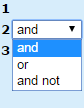 1
2 and
3 and
or
and not